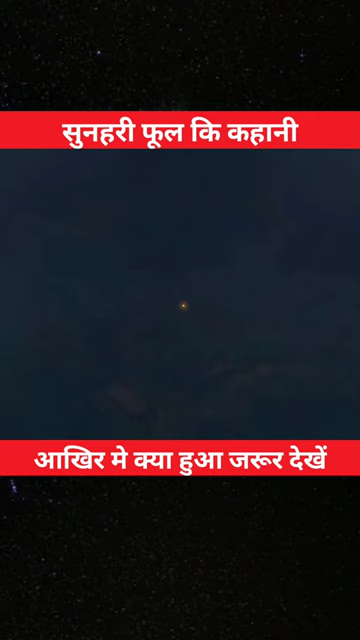 सुनहरी फूल कि कहानी
आखिर मे क्या हुआ जरूर देखें